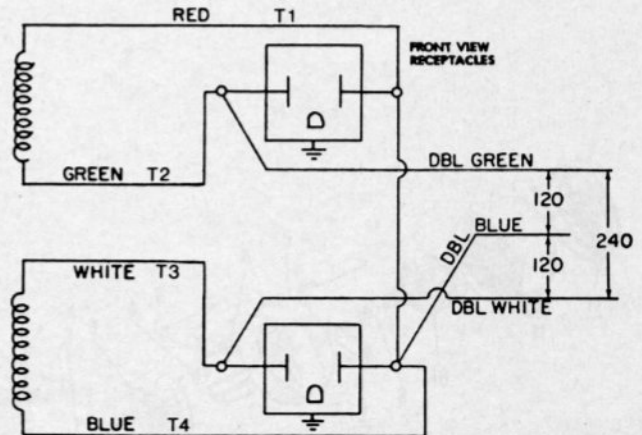 RED T1
FRONT VIEW
RECEPTACLES
GREEN T2
DBL GREEN
120
DBL BLUE
240
120
WHITE T3
DBL WHITE
BLUE T4